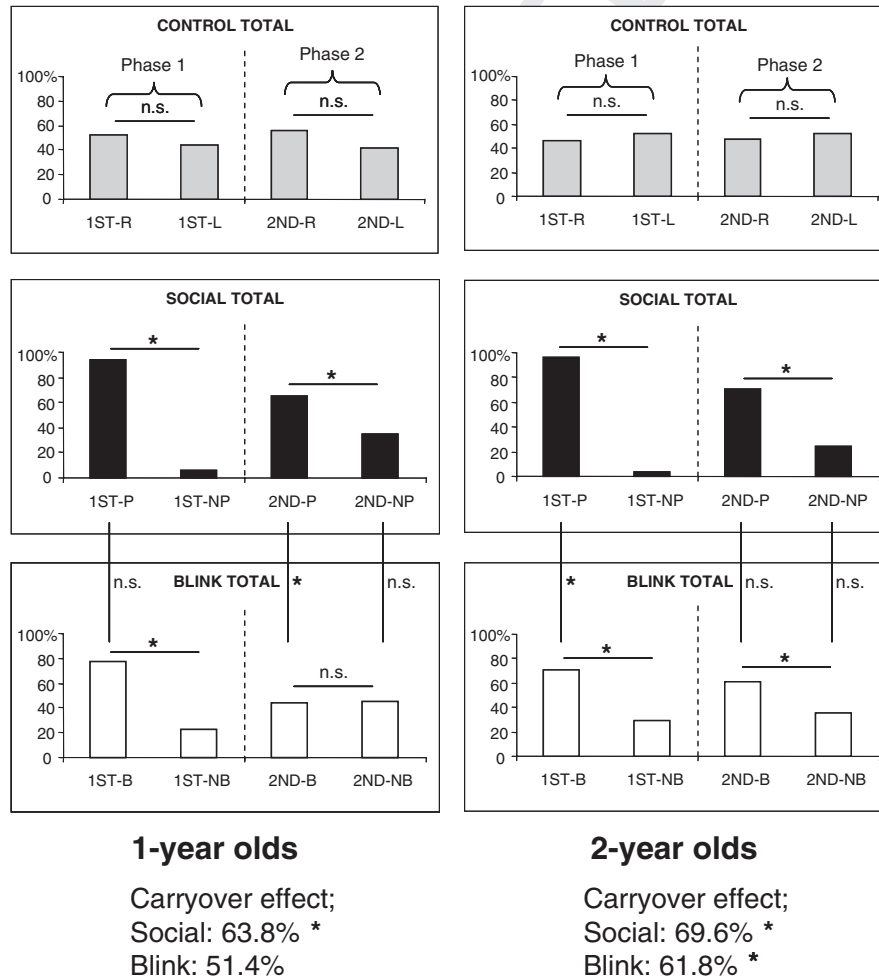 CONTROL TOTAL
Phase 1
Phase 2
n.s.
n.s.
100%
80
60
40
20
0
1ST-R 1ST-L 2ND-R 2ND-L
SOCIAL TOTAL
*
*
100%
80
60
40
20
0
1ST-P 1ST-NP 2ND-P 2ND-NP
n.s. BLINK TOTAL * n.s.
*
n.s.
100%
80
60
40
20
0
1ST-B 1ST-NB 2ND-B 2ND-NB
1-year olds
Carryover effect;
Social: 63.8% *
Blink: 51.4%
CONTROL TOTAL
Phase 1
Phase 2
n.s.
n.s.
100%
80
60
40
20
0
1ST-R 1ST-L 2ND-R 2ND-L
SOCIAL TOTAL
*
*
100%
80
60
40
20
0
1ST-P 1ST-NP 2ND-P 2ND-NP
* BLINK TOTAL n.s. n.s.
*
*
100%
80
60
40
20
0
1ST-B 1ST-NB 2ND-B 2ND-NB
2-year olds
Carryover effect;
Social: 69.6% *
Blink: 61.8% *